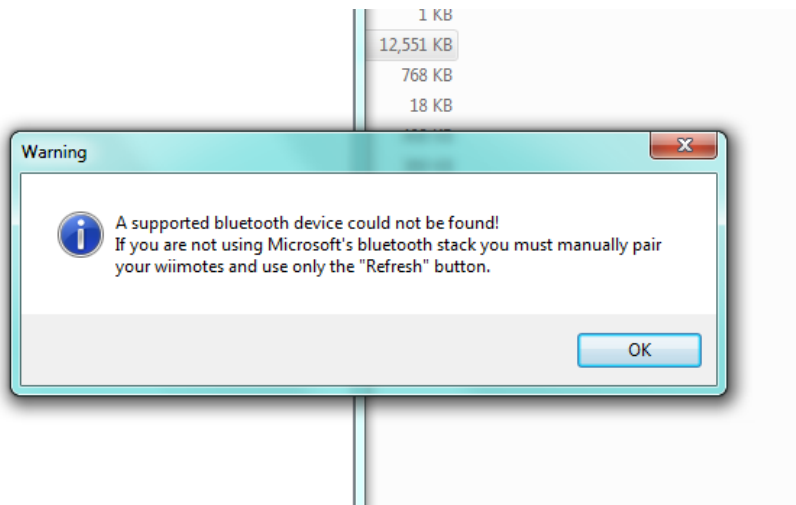 1 KB
12,551 KB
768 KB
18 KB
Warning
A supported bluetooth device could not be found!
If you are not using Microsoft's bluetooth stack you must manually pair
your wiimotes and use only the "Refresh" button.
OK